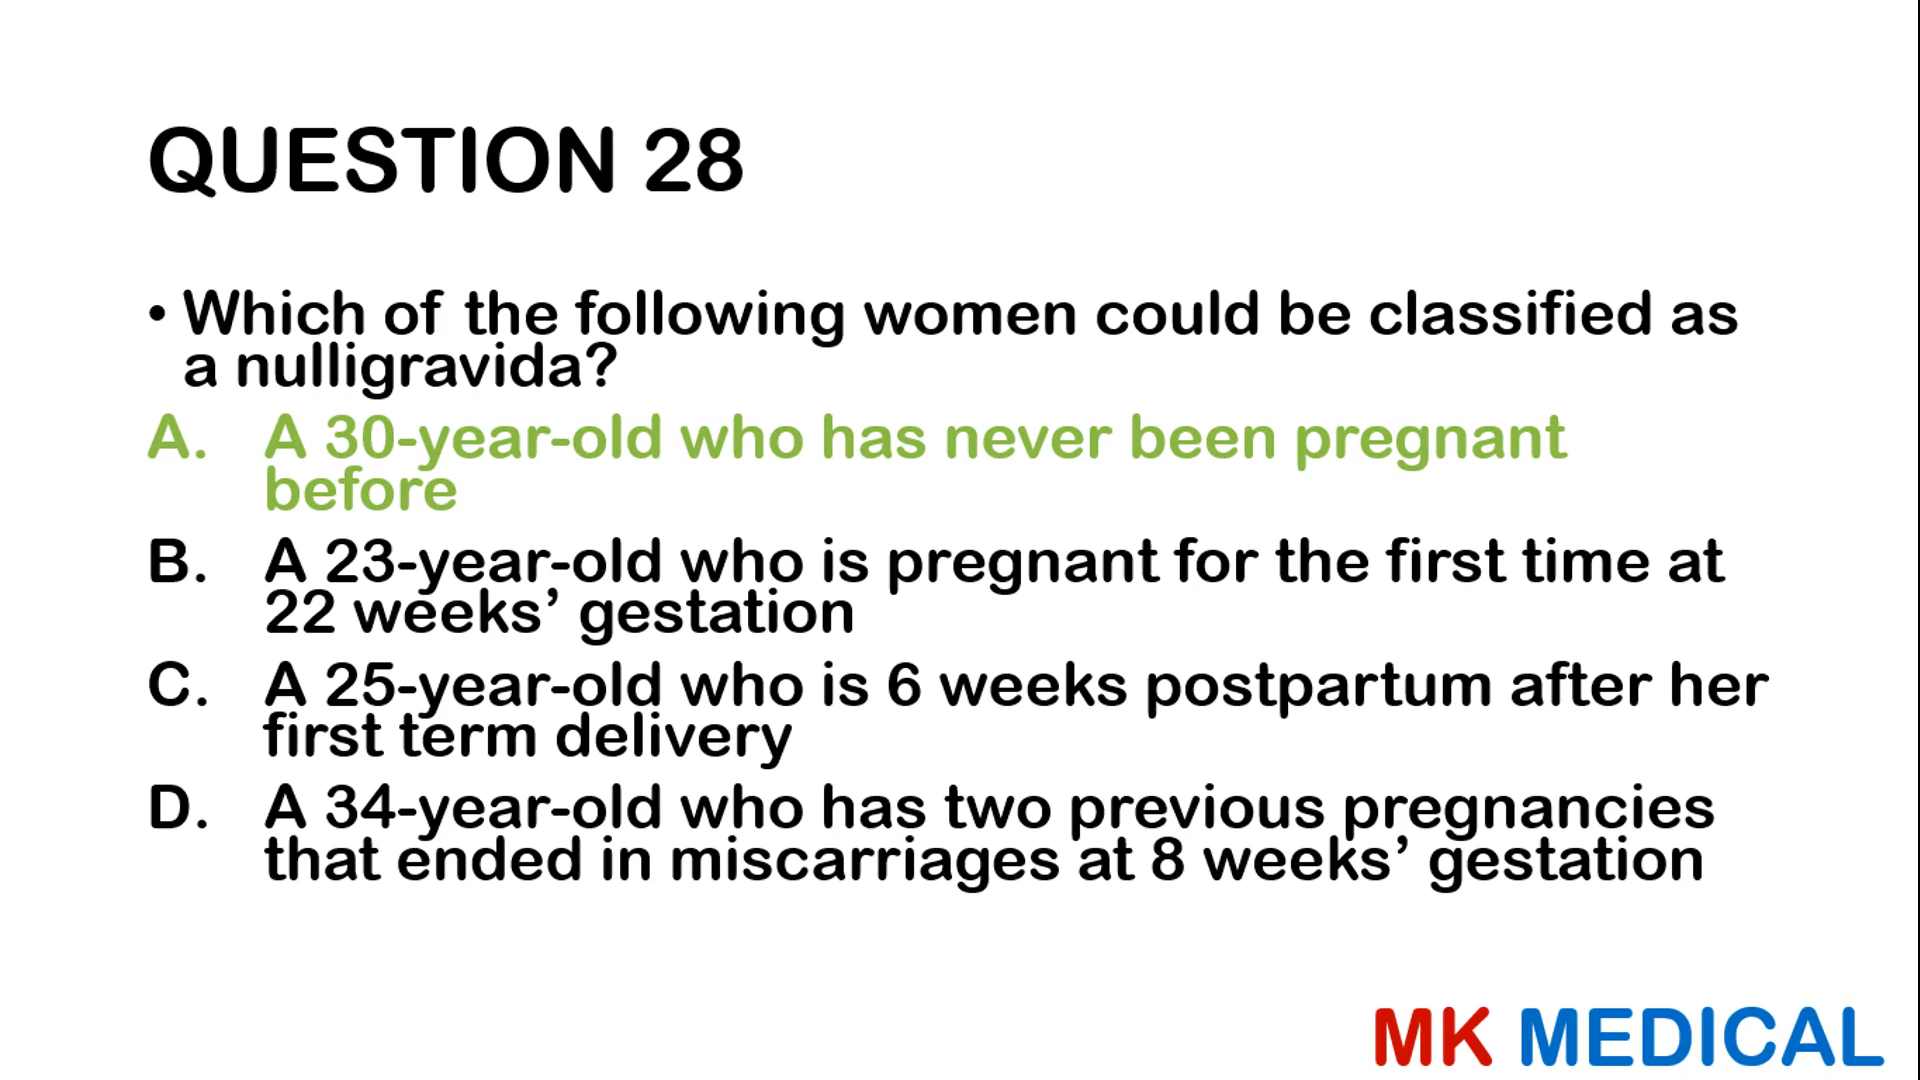 QUESTION 28
• Which of the following women could be classified as
a nulligravida?
A. A 30-year-old who has never been pregnant
before
B. A 23-year-old who is pregnant for the first time at
22 weeks’ gestation
C. A 25-year-old who is 6 weeks postpartum after her
first term delivery
D. A 34-year-old who has two previous pregnancies
that ended in miscarriages at 8 weeks’ gestation
MK MEDICAL